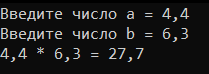 Введите число a = 4,4
Введите число b = 6,3
4,4 * 6,3 = 27,7